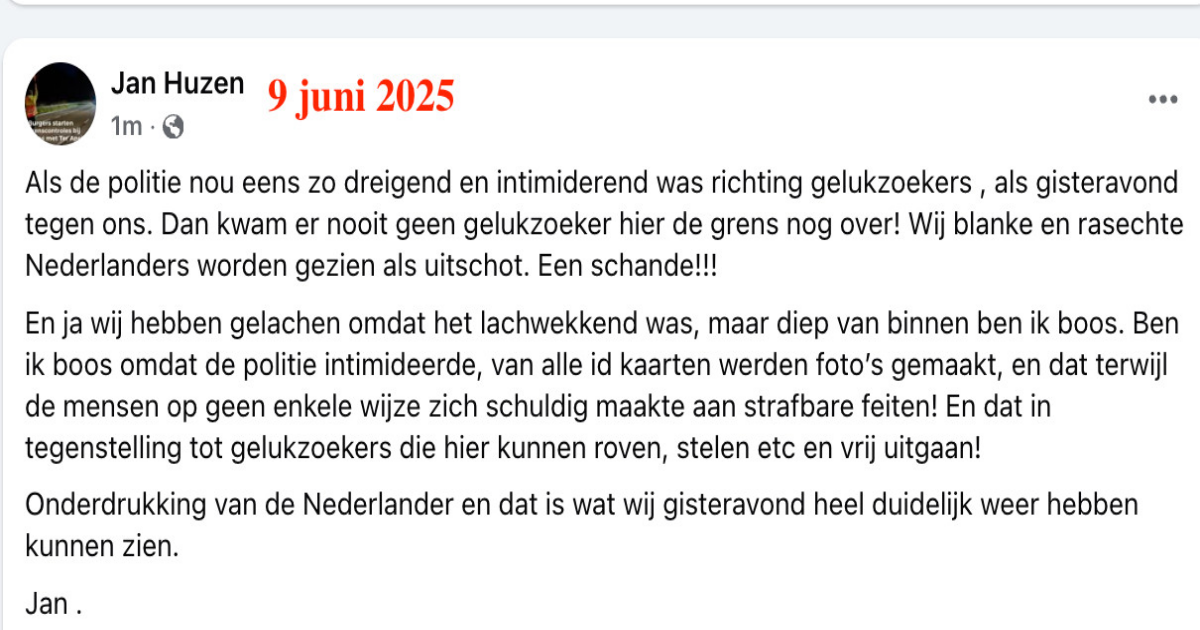 Jan Huzen
9 juni 2025
1m ·
Burgers starten
met Ter Ap
Als de politie nou eens zo dreigend en intimiderend was richting gelukzoekers , als gisteravond
tegen ons. Dan kwam er nooit geen gelukzoeker hier de grens nog over! Wij blanke en rasechte
Nederlanders worden gezien als uitschot. Een schande!!!
En ja wij hebben gelachen omdat het lachwekkend was, maar diep van binnen ben ik boos. Ben
ik boos omdat de politie intimideerde, van alle id kaarten werden foto’s gemaakt, en dat terwijl
de mensen op geen enkele wijze zich schuldig maakte aan strafbare feiten! En dat in
tegenstelling tot gelukzoekers die hier kunnen roven, stelen etc en vrij uitgaan!
Onderdrukking van de Nederlander en dat is wat wij gisteravond heel duidelijk weer hebben
kunnen zien.
Jan .